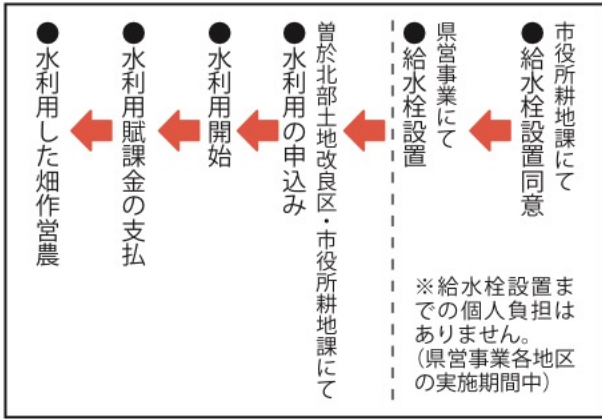 市役所耕地課にて
●給水栓設置同意
県営事業にて
●給水栓設置
曽於北部土地改良区・市役所耕地課にて
●水利用の申込み
●水利用開始
●水利用賦課金の支払
●水利用した畑作営農
※給水栓設置ま
での個人負担は
ありません。
(県営事業各地区
の実施期間中)